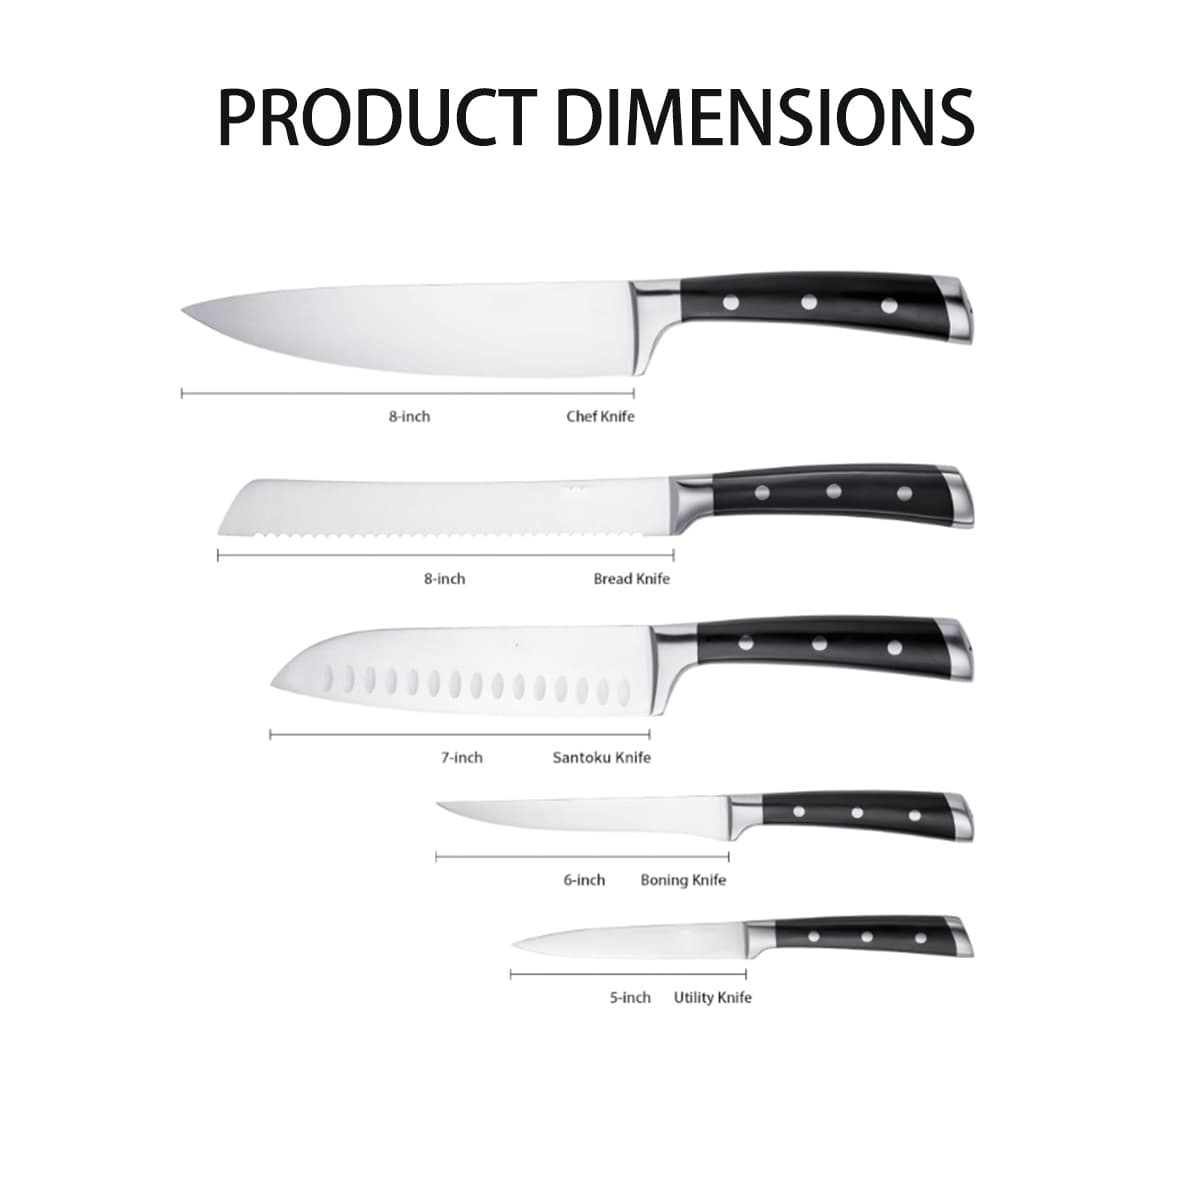 PRODUCT DIMENSIONS
8-inch Chef Knife
8-inch Bread Knife
7-inch Santoku Knife
6-inch Boning Knife
5-inch Utility Knife